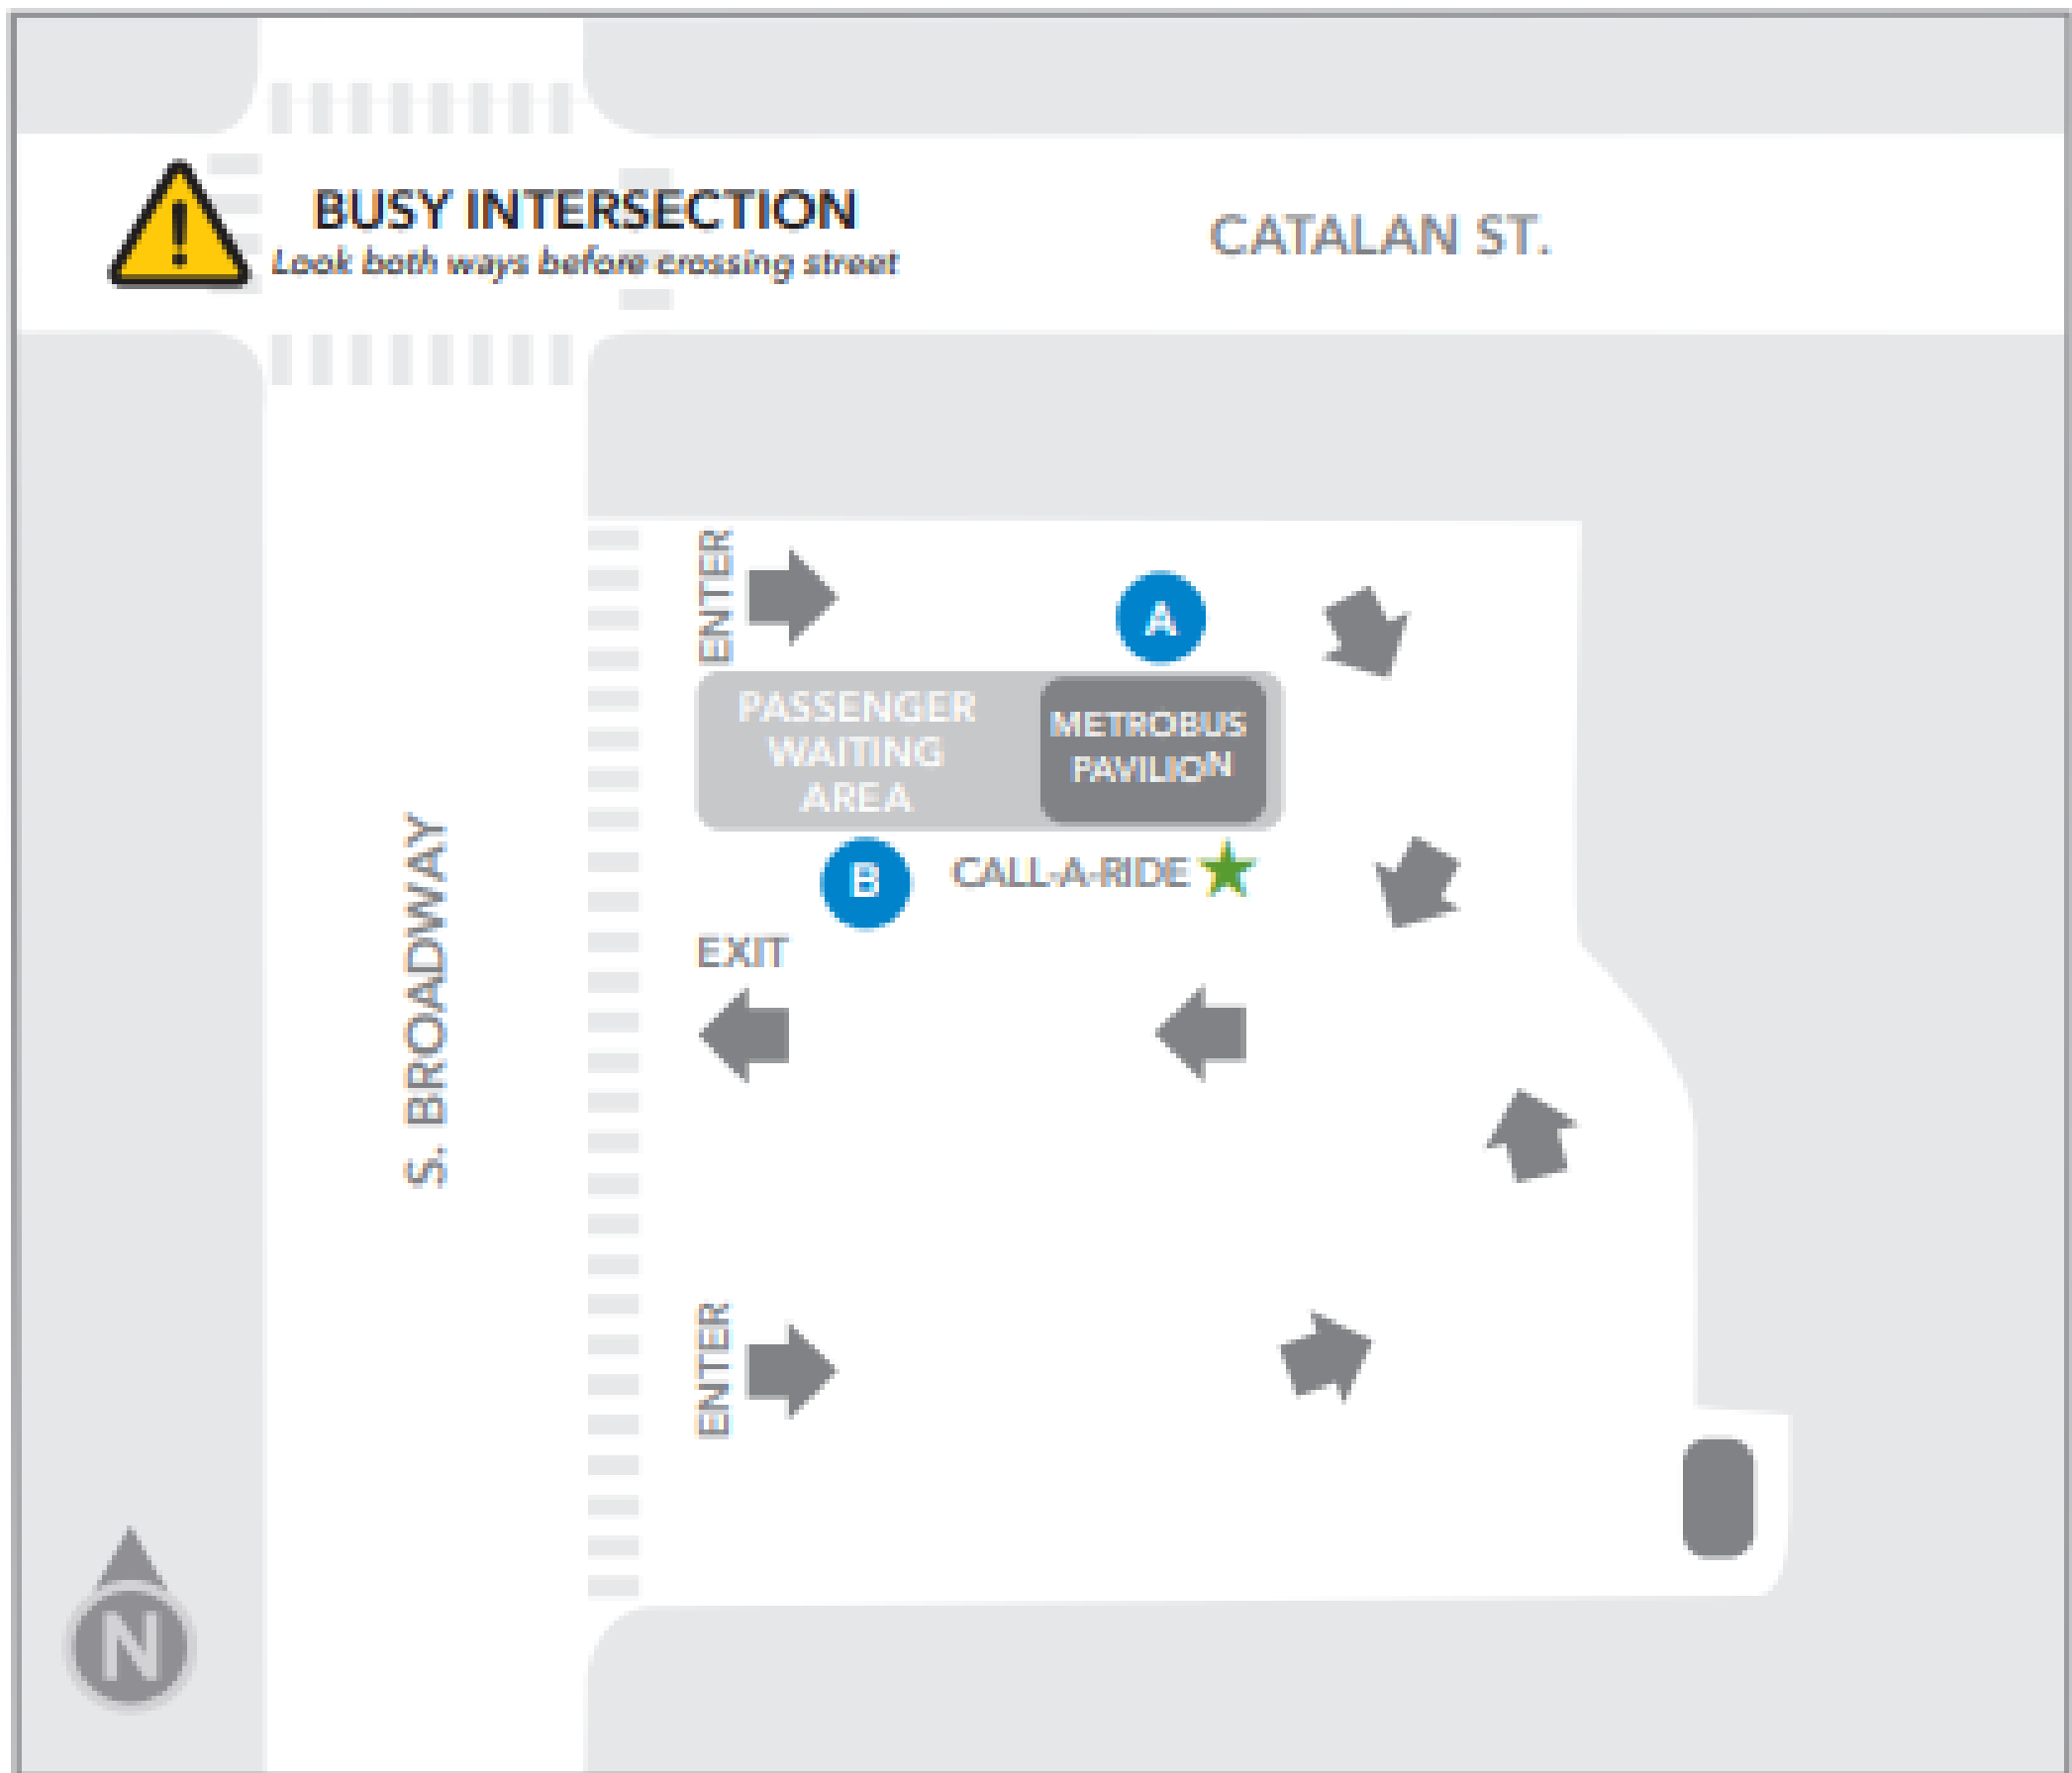 BUSY INTERSECTION
Look both ways before crossing street
CATALAN ST.
ENTER
A
PASSENGER
WAITING
AREA
METROBUS
PAVILION
B
CALL-A-RIDE
EXIT
S. BROADWAY
ENTER
N